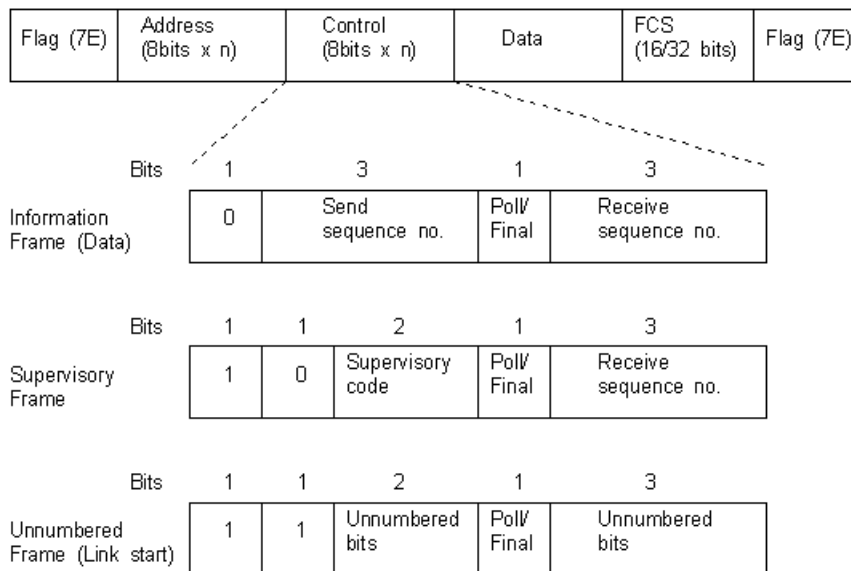 Flag (7E) Address (8bits x n) Control (8bits x n) Data FCS (16/32 bits) Flag (7E)
Bits 1 3 1 3
Information Frame (Data) 0 Send sequence no. Poll/ Final Receive sequence no.
Bits 1 1 2 1 3
Supervisory Frame 1 0 Supervisory code Poll/ Final Receive sequence no.
Bits 1 1 2 1 3
Unnumbered Frame (Link start) 1 1 Unnumbered bits Poll/ Final Unnumbered bits